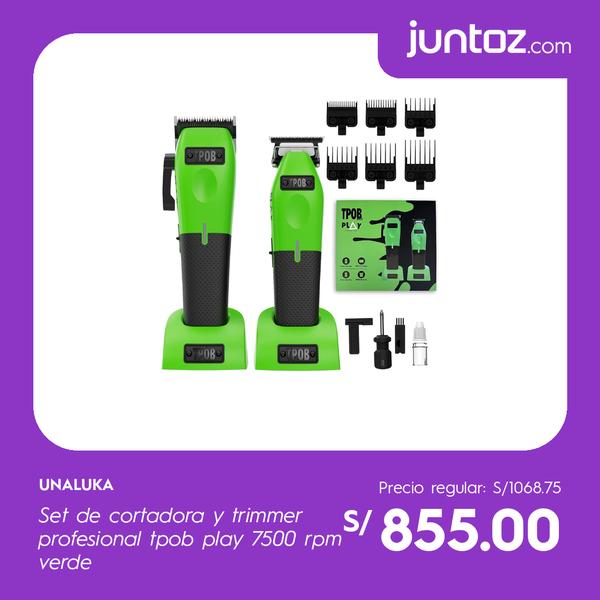 juntoz.com
TPOB
TPOB
TPOB
PLAY
TPOB
TPOB
UNALUKA
Set de cortadora y trimmer
profesional tpob play 7500 rpm
verde
Precio regular: S/1068.75
S/ 855.00